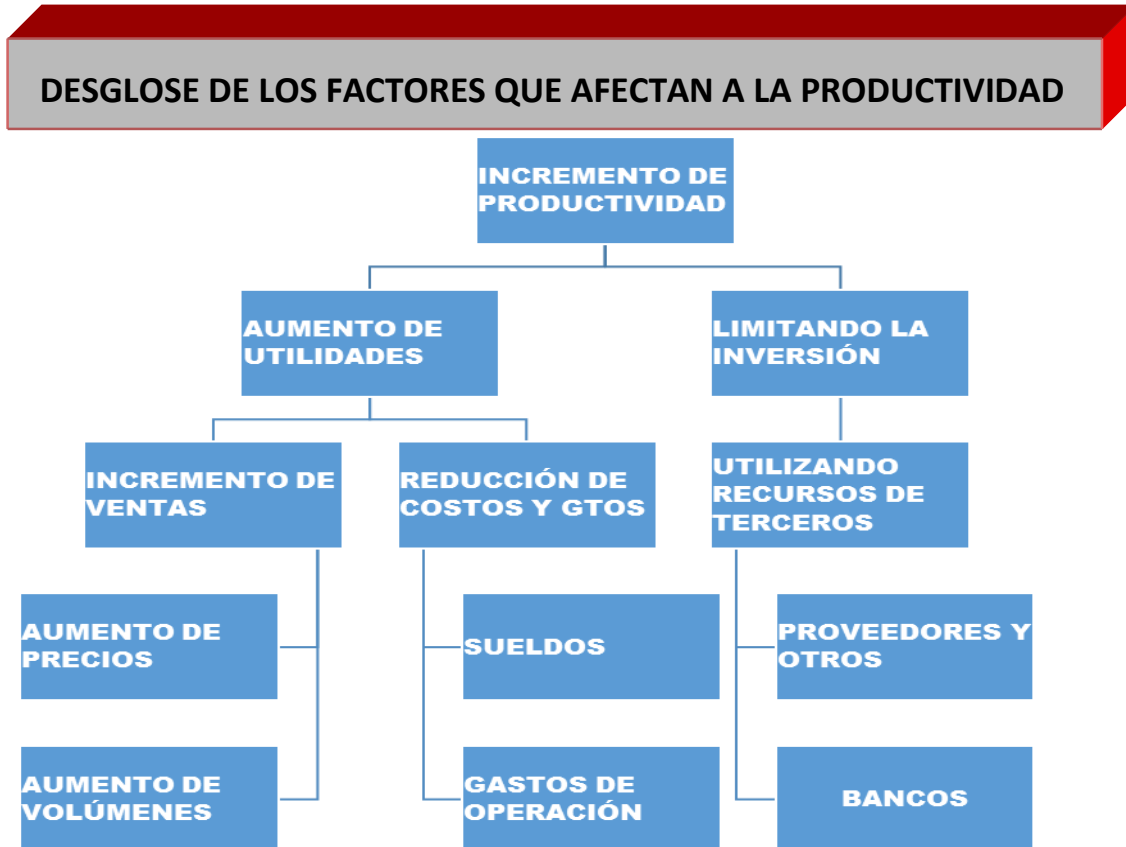 DESGLOSE DE LOS FACTORES QUE AFECTAN A LA PRODUCTIVIDAD
INCREMENTO DE
PRODUCTIVIDAD
AUMENTO DE
UTILIDADES
LIMITANDO LA
INVERSIÓN
INCREMENTO DE
VENTAS
REDUCCIÓN DE
COSTOS Y GTOS
UTILIZANDO
RECURSOS DE
TERCEROS
AUMENTO DE
PRECIOS
SUELDOS
PROVEEDORES Y
OTROS
AUMENTO DE
VOLÚMENES
GASTOS DE
OPERACIÓN
BANCOS